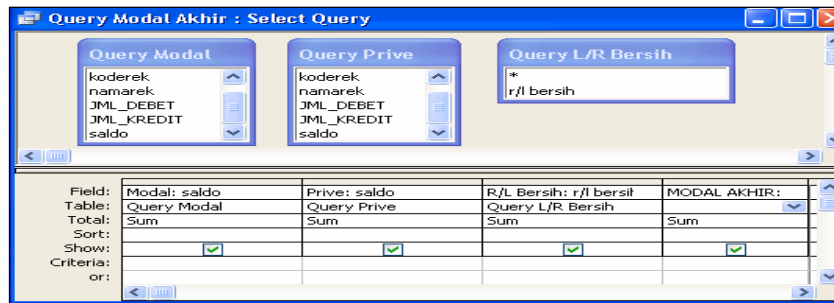 Query Modal Akhir : Select Query
Query Modal
koderek
namarek
JML_DEBET
JML_KREDIT
saldo
Query Prive
koderek
namarek
JML_DEBET
JML_KREDIT
saldo
Query L/R Bersih
*
r/l bersih
Field: Modal: saldo Prive: saldo R/L Bersih: r/l bersih MODAL AKHIR:
Table: Query Modal Query Prive Query L/R Bersih
Total: Sum Sum Sum Sum
Sort:
Show:
Criteria:
or: